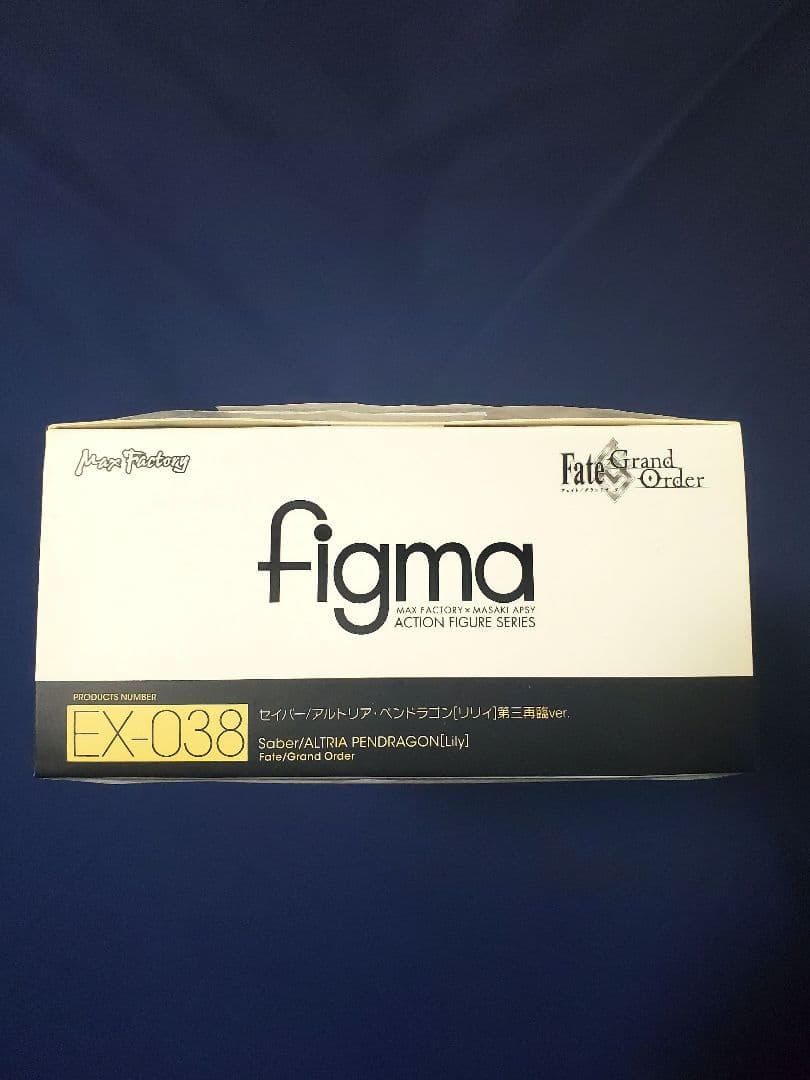 Max Factory
Fate/Grand Order
フェイト/グランドオーダー
figma
MAX FACTORY × MASAKI APSY
ACTION FIGURE SERIES
PRODUCTS NUMBER
EX-038
セイバー/アルトリア・ペンドラゴン[リリィ]第三再臨ver.
Saber/ALTRIA PENDRAGON[Lily]
Fate/Grand Order